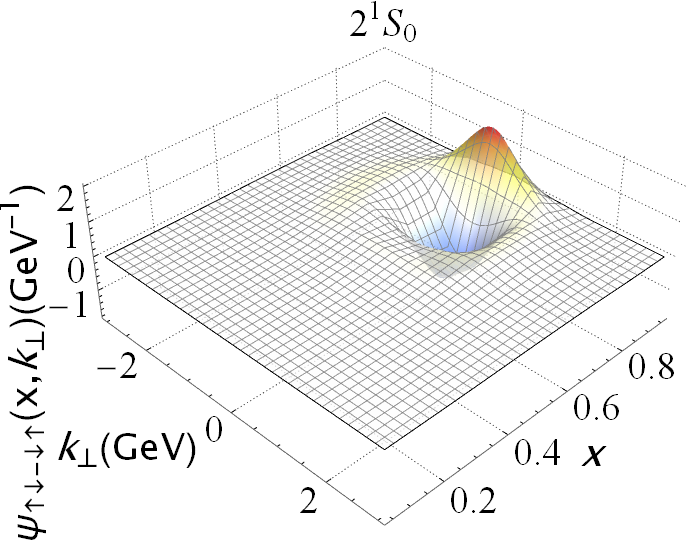 2¹S₀
ψ↑↓−↓↑(x,k⊥)(GeV⁻¹)
2
1
0
−1
−2
0
2
k⊥(GeV)
0.2
0.4
0.6
0.8
x